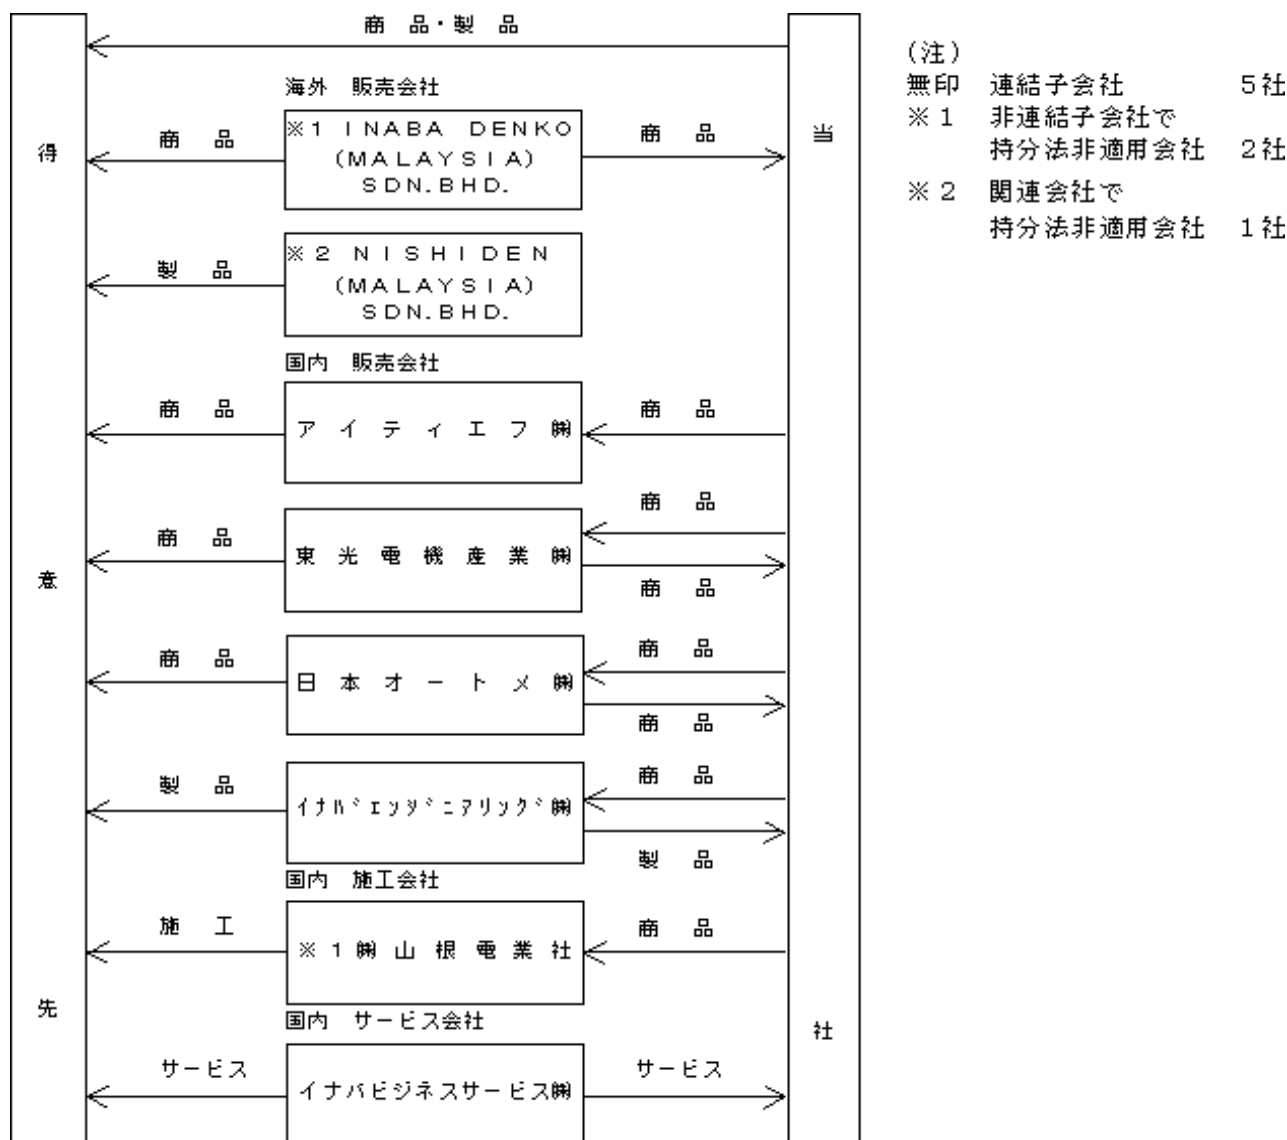 商 品・製 品
(注)
無印 連結子会社 5社
※1 非連結子会社で
持分法非適用会社 2社
※2 関連会社で
持分法非適用会社 1社
得
意
先
当
社
海外 販売会社
商 品
※1 INABA DENKO
(MALAYSIA)
SDN.BHD.
商 品
製 品
※2 NISHIDEN
(MALAYSIA)
SDN.BHD.
国内 販売会社
商 品
アイティエフ㈱
商 品
商 品
東光電機産業㈱
商 品
商 品
商 品
日本オートメ㈱
商 品
商 品
製 品
イナバエンジニアリング㈱
商 品
製 品
国内 施工会社
施 工
※1㈱山根電業社
商 品
国内 サービス会社
サービス
イナバビジネスサービス㈱
サービス